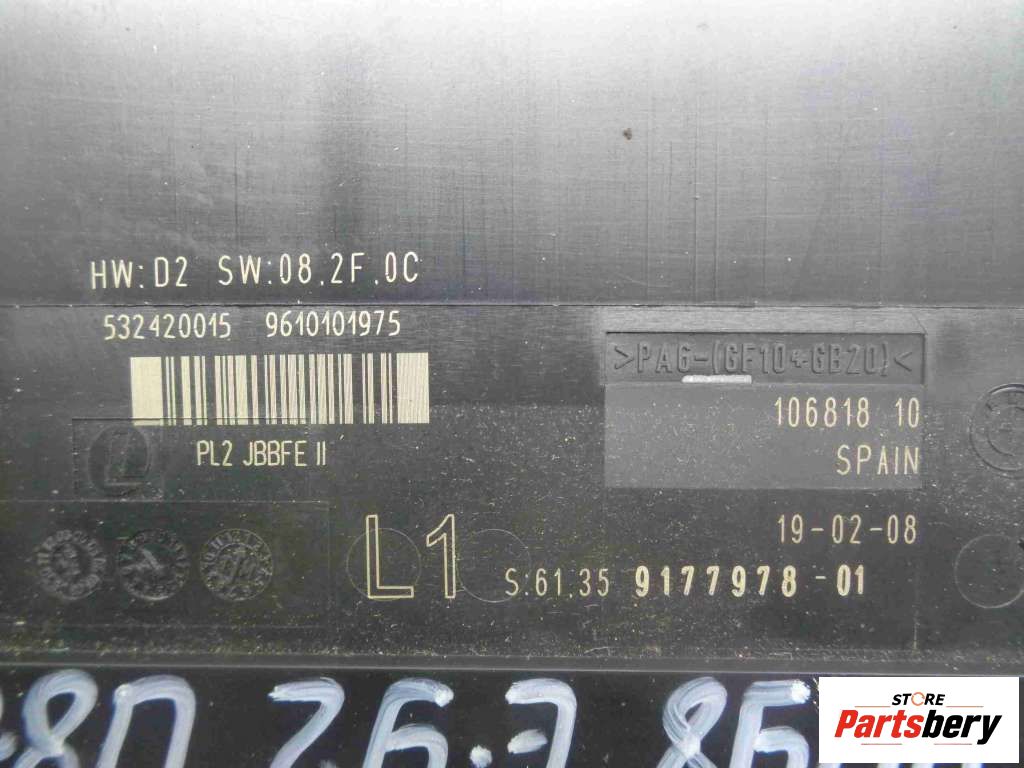 HW:D2 SW:08.2F.0C
532420015 9610101975
>PA6-(GF10+GB20)<
106818 10
PL2 JBBFE II
SPAIN
19-02-08
L1
S:61.35 9177978-01
STORE
Partsbery